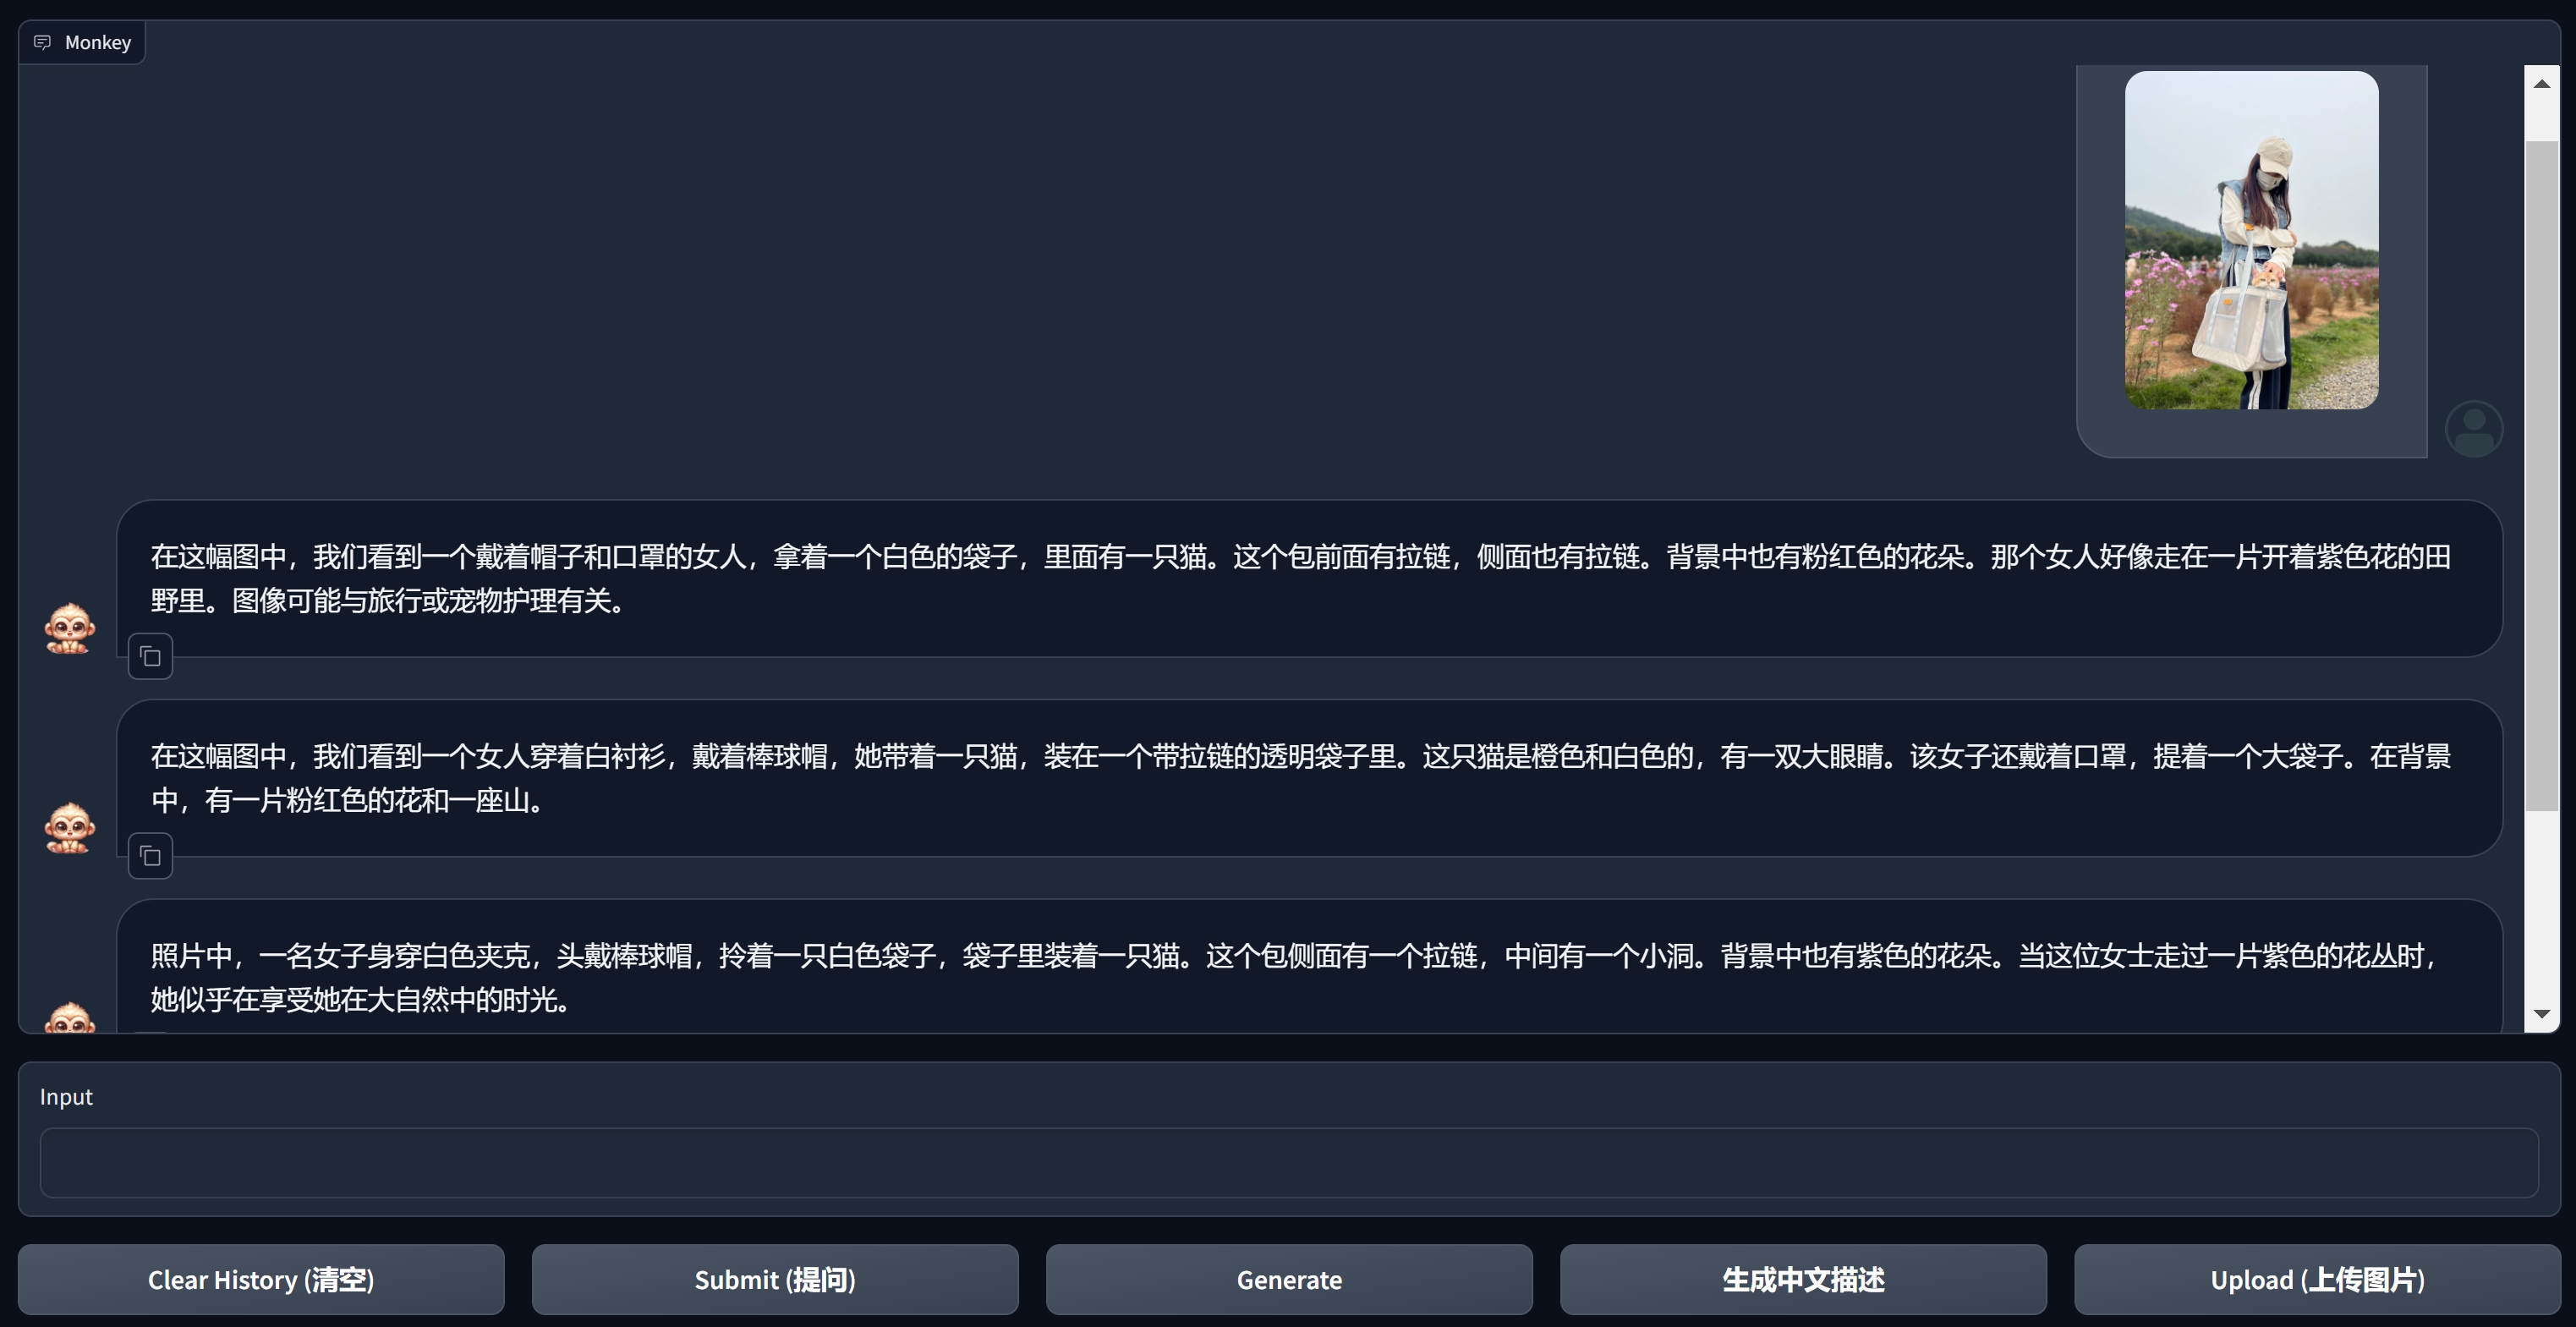 Monkey
在这幅图中，我们看到一个戴着帽子和口罩的女人，拿着一个白色的袋子，里面有一只猫。这个包前面有拉链，侧面也有拉链。背景中也有粉红色的花朵。那个女人好像走在一片开着紫色花的田
野里。图像可能与旅行或宠物护理有关。
在这幅图中，我们看到一个女人穿着白衬衫，戴着棒球帽，她带着一只猫，装在一个带拉链的透明袋子里。这只猫是橙色和白色的，有一双大眼睛。该女子还戴着口罩，提着一个大袋子。在背景
中，有一片粉红色的花和一座山。
照片中，一名女子身穿白色夹克，头戴棒球帽，拎着一只白色袋子，袋子里装着一只猫。这个包侧面有一个拉链，中间有一个小洞。背景中也有紫色的花朵。当这位女士走过一片紫色的花丛时，
她似乎在享受她在大自然中的时光。
Input
Clear History (清空)
Submit (提问)
Generate
生成中文描述
Upload (上传图片)